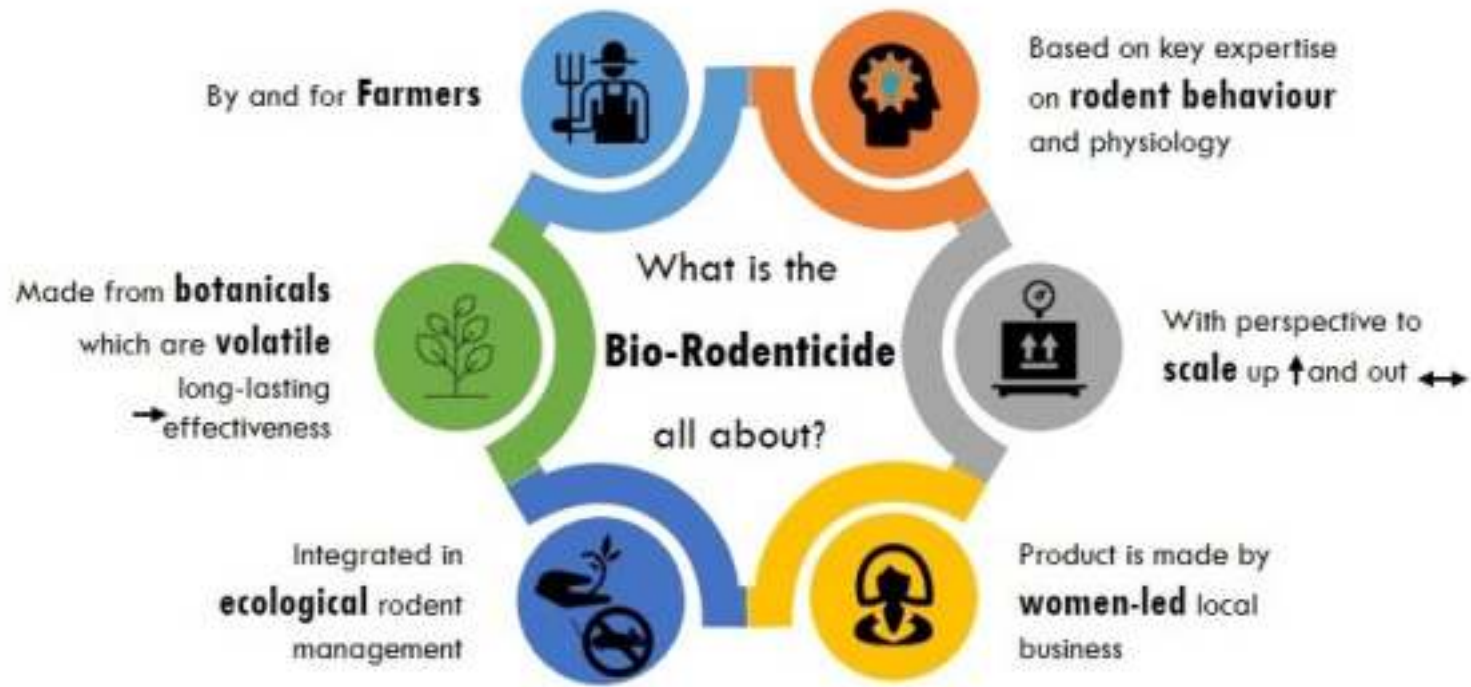 By and for Farmers
Based on key expertise
on rodent behaviour
and physiology
What is the
Bio-Rodenticide
all about?
Made from botanicals
which are volatile
long-lasting
→effectiveness
With perspective to
scale up ↑ and out ↔
Integrated in
ecological rodent
management
Product is made by
women-led local
business